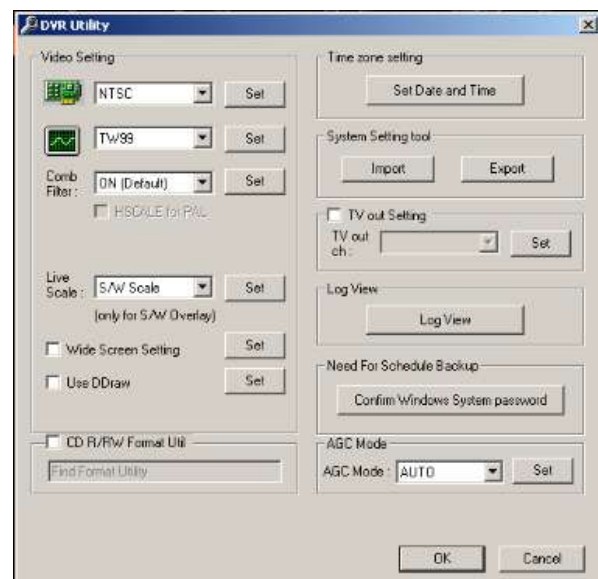 DVR Utility
Video Setting
NTSC
Set
TW99
Set
Comb
Filter :
ON (Default)
Set
HSCALE for PAL
Live
Scale :
S/W Scale
Set
(only for S/W Overlay)
Wide Screen Setting
Set
Use DDraw
Set
CD R/RW Format Util
Find Format Utility
Time zone setting
Set Date and Time
System Setting tool
Import
Export
TV out Setting
TV out
ch :
Set
Log View
Log View
Need For Schedule Backup
Confirm Windows System password
AGC Mode
AGC Mode :
AUTO
Set
OK
Cancel